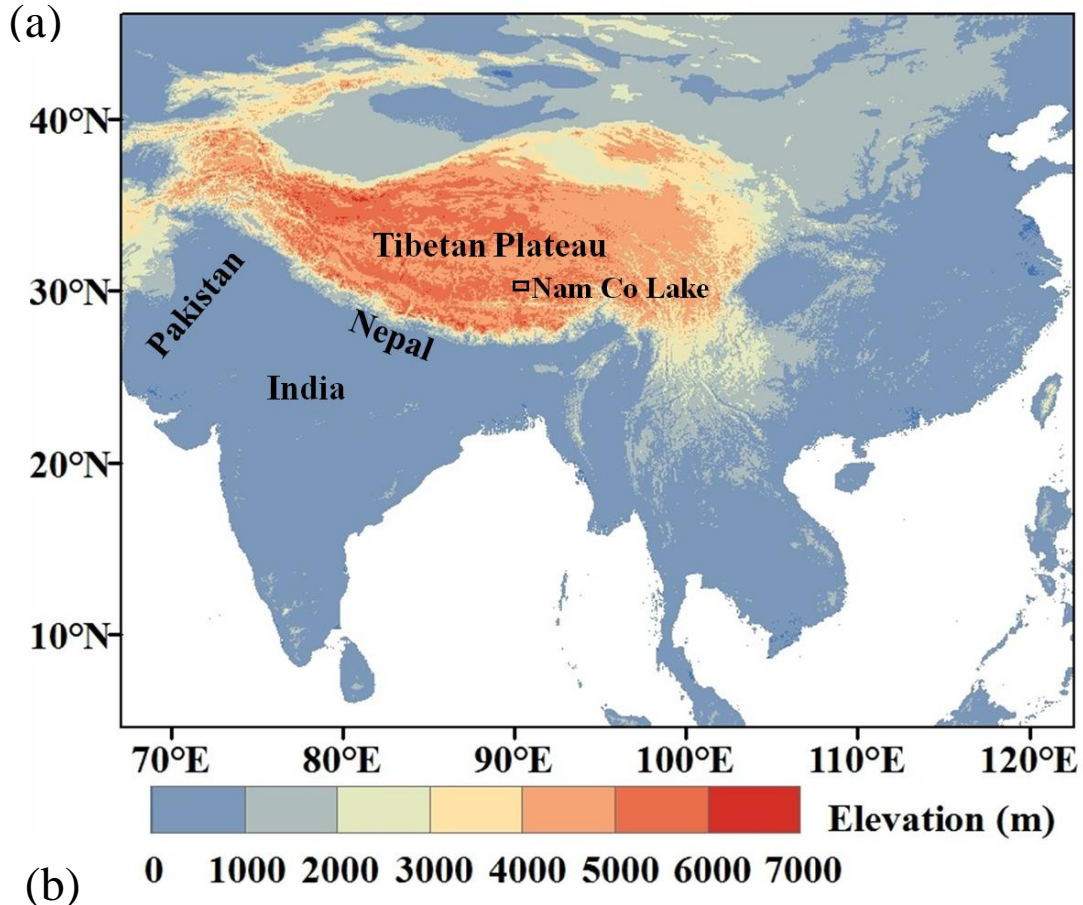 (a)
40°N
30°N
20°N
10°N
Tibetan Plateau
Nam Co Lake
Pakistan
Nepal
India
70°E 80°E 90°E 100°E 110°E 120°E
Elevation (m)
0 1000 2000 3000 4000 5000 6000 7000
(b)